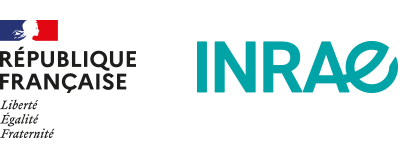 RÉPUBLIQUE
FRANÇAISE
Liberté
Égalité
Fraternité
INRAe